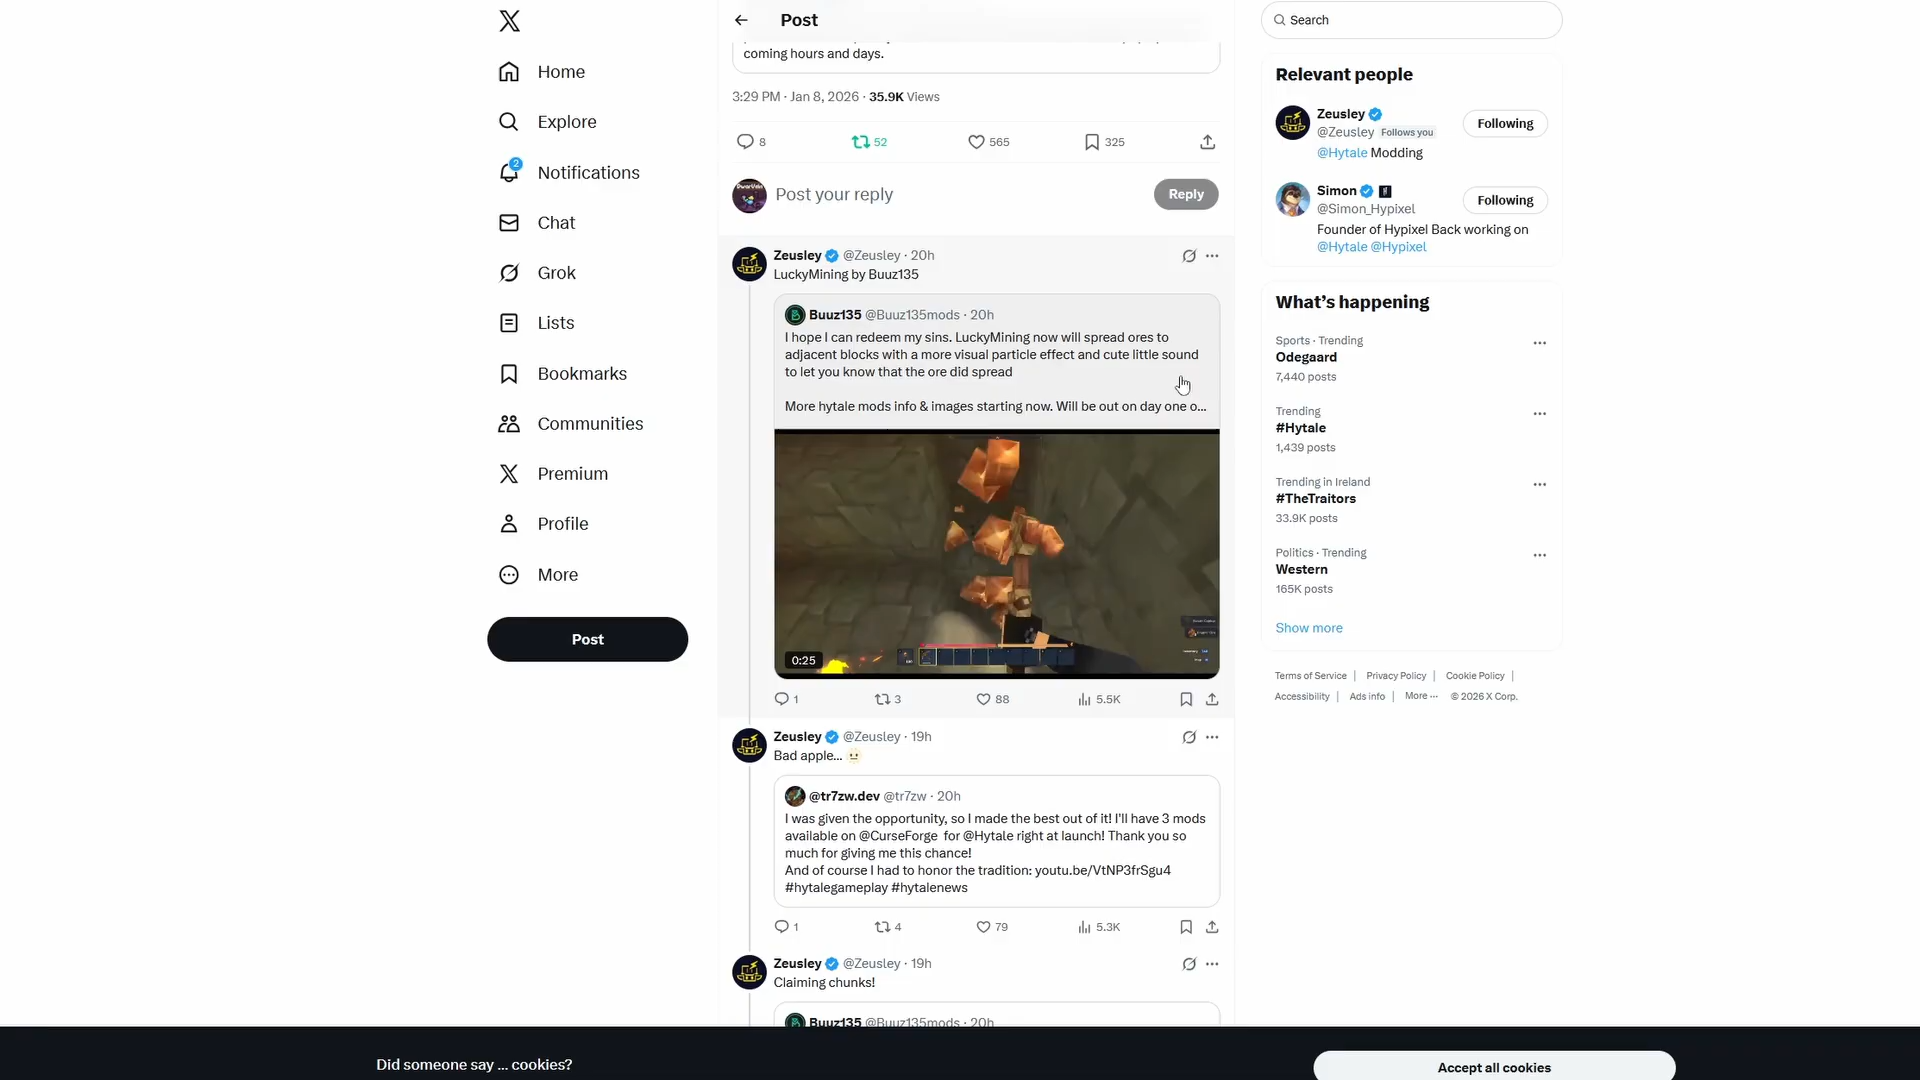 Post
coming hours and days.
3:29 PM · Jan 8, 2026 · 35.9K Views
8
52
565
325
Post your reply
Reply
Zeusley @Zeusley · 20h
LuckyMining by Buuz135
Buuz135 @Buuz135mods · 20h
I hope I can redeem my sins. LuckyMining now will spread ores to
adjacent blocks with a more visual particle effect and cute little sound
to let you know that the ore did spread
More hytale mods info & images starting now. Will be out on day one o...
0:25
1
3
88
5.5K
Zeusley @Zeusley · 19h
Bad apple... 😐
@tr7zw.dev @tr7zw · 20h
I was given the opportunity, so I made the best out of it! I'll have 3 mods
available on @CurseForge for @Hytale right at launch! Thank you so
much for giving me this chance!
And of course I had to honor the tradition: youtu.be/VtNP3frSgu4
#hytalegameplay #hytalenews
1
4
79
5.3K
Zeusley @Zeusley · 19h
Claiming chunks!
Buuz135 @Buuz135mods · 20h
Home
Explore
2
Notifications
Chat
Grok
Lists
Bookmarks
Communities
Premium
Profile
More
Post
Search
Relevant people
Zeusley
@Zeusley Follows you
Following
@Hytale Modding
Simon
@Simon_Hypixel
Following
Founder of Hypixel Back working on
@Hytale @Hypixel
What's happening
Sports · Trending
Odegaard
7,440 posts
Trending
#Hytale
1,439 posts
Trending in Ireland
#TheTraitors
33.9K posts
Politics · Trending
Western
165K posts
Show more
Terms of Service | Privacy Policy | Cookie Policy |
Accessibility | Ads info | More ··· © 2026 X Corp.
Did someone say ... cookies?
Accept all cookies